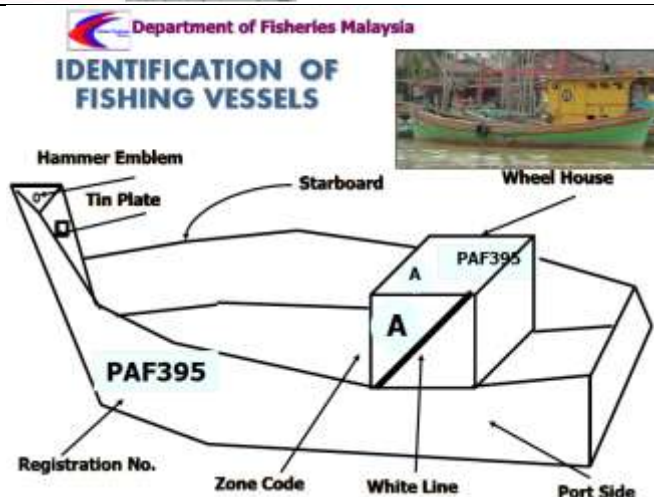 Department of Fisheries Malaysia
IDENTIFICATION OF
FISHING VESSELS
Hammer Emblem
Tin Plate
Starboard
Wheel House
A
PAF395
A
PAF395
Registration No.
Zone Code
White Line
Port Side